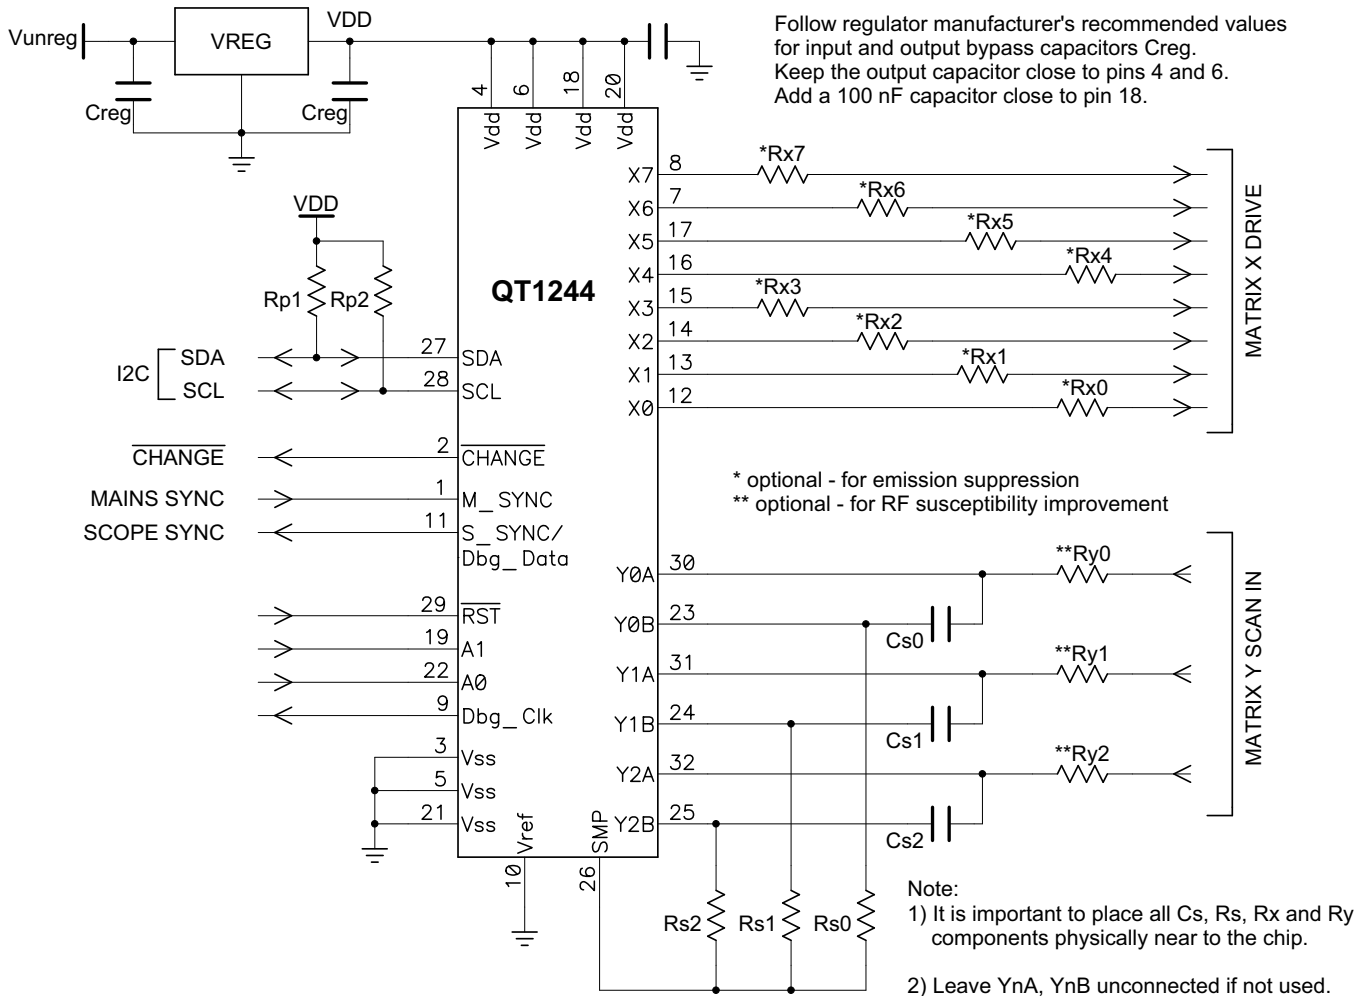 Vunreg
VREG
VDD
Creg
Creg
Follow regulator manufacturer's recommended values
for input and output bypass capacitors Creg.
Keep the output capacitor close to pins 4 and 6.
Add a 100 nF capacitor close to pin 18.
4
6
18
20
Vdd
Vdd
Vdd
Vdd
QT1244
VDD
Rp1
Rp2
I2C
SDA
SCL
27
SDA
28
SCL
CHANGE
2
CHANGE
MAINS SYNC
1
M_SYNC
SCOPE SYNC
11
S_SYNC/
Dbg_Data
29
RST
19
A1
22
A0
9
Dbg_Clk
3
Vss
5
Vss
21
Vss
Vref
10
SMP
26
X7
8
*Rx7
X6
7
*Rx6
X5
17
*Rx5
X4
16
*Rx4
X3
15
*Rx3
X2
14
*Rx2
X1
13
*Rx1
X0
12
*Rx0
MATRIX X DRIVE
* optional - for emission suppression
** optional - for RF susceptibility improvement
Y0A
30
**Ry0
Y0B
23
Cs0
Y1A
31
**Ry1
Y1B
24
Cs1
Y2A
32
**Ry2
Y2B
25
Cs2
MATRIX Y SCAN IN
Rs2
Rs1
Rs0
Note:
1) It is important to place all Cs, Rs, Rx and Ry
components physically near to the chip.
2) Leave YnA, YnB unconnected if not used.